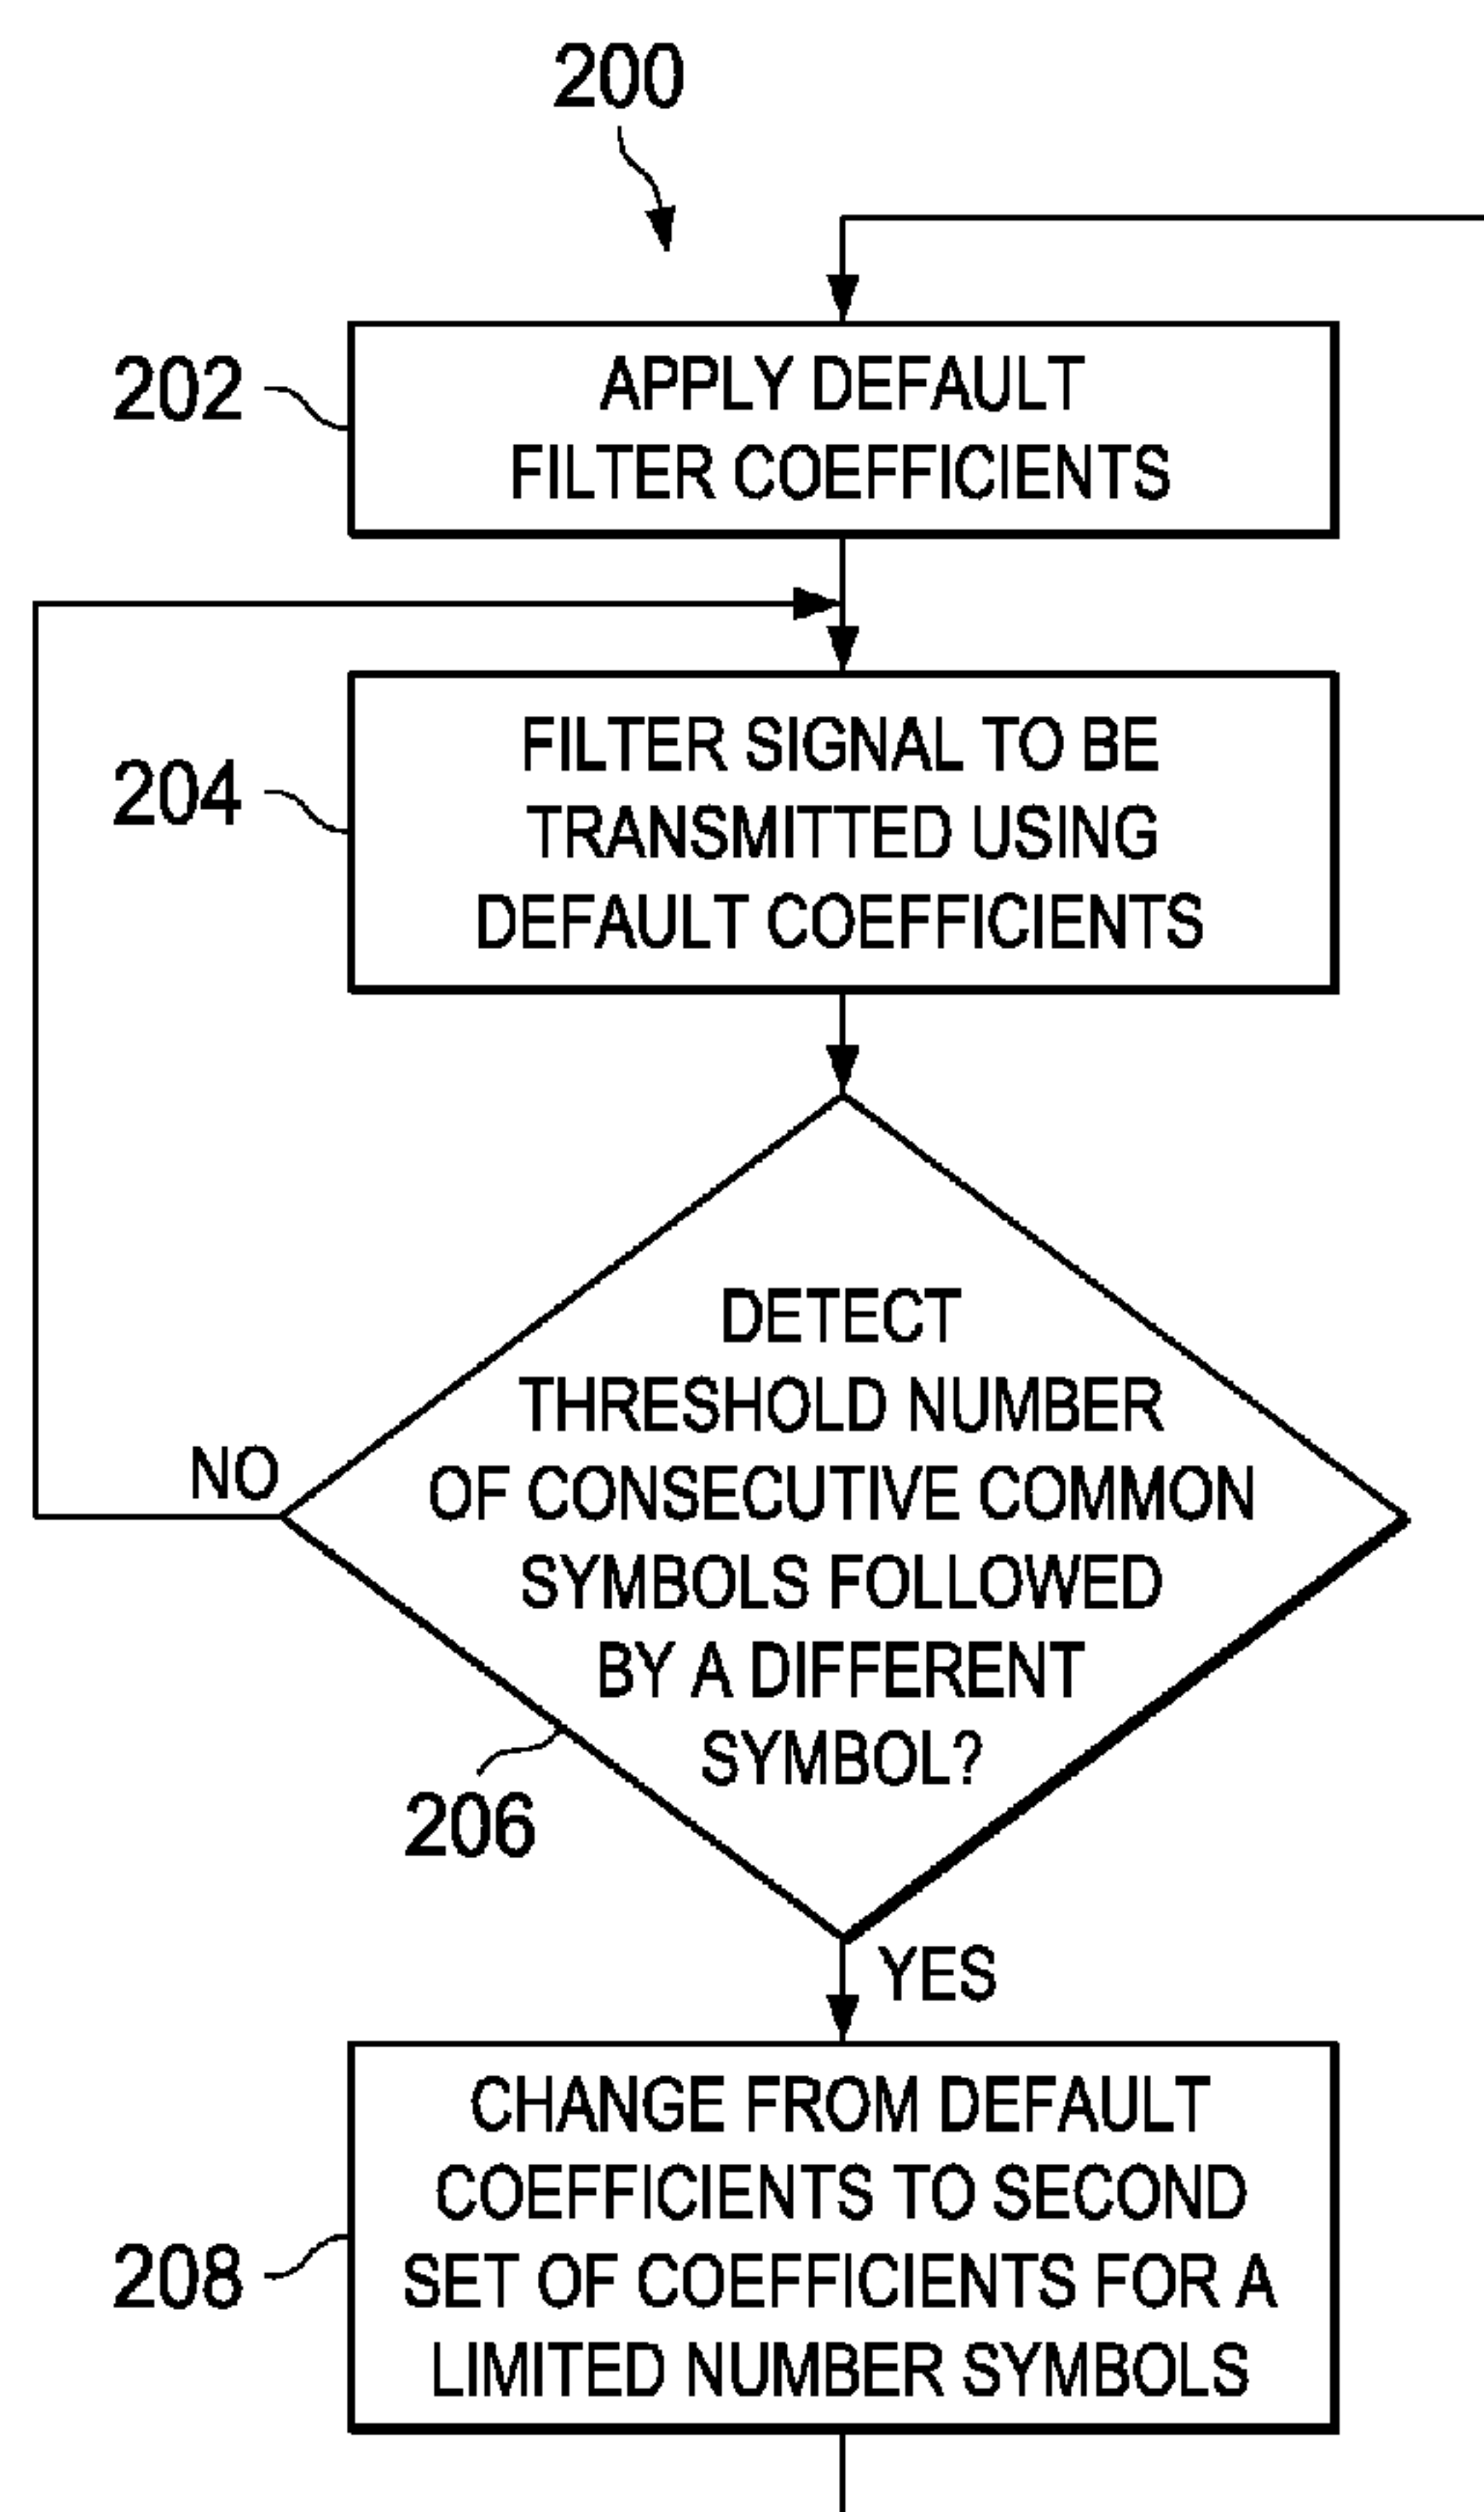 200
202
APPLY DEFAULT
FILTER COEFFICIENTS
204
FILTER SIGNAL TO BE
TRANSMITTED USING
DEFAULT COEFFICIENTS
DETECT
THRESHOLD NUMBER
OF CONSECUTIVE COMMON
SYMBOLS FOLLOWED
BY A DIFFERENT
SYMBOL?
NO
206
YES
208
CHANGE FROM DEFAULT
COEFFICIENTS TO SECOND
SET OF COEFFICIENTS FOR A
LIMITED NUMBER SYMBOLS